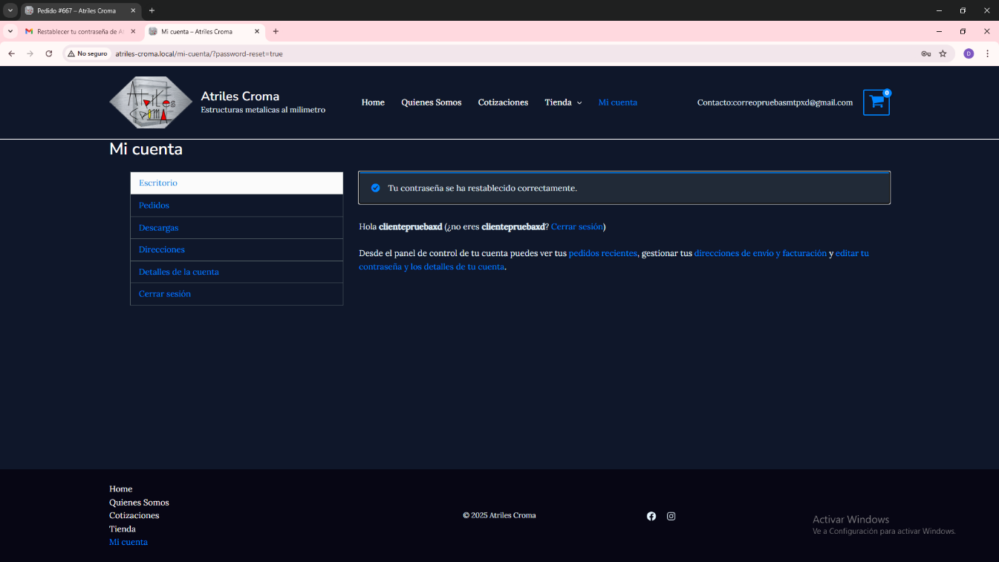 Pedido #667 – Atriles Croma
Restablecer tu contraseña de At
Mi cuenta – Atriles Croma
No seguro
atriles-croma.local/mi-cuenta/?password-reset=true
D
AtRiLes
CRomA
Atriles Croma
Estructuras metalicas al milimetro
Home
Quienes Somos
Cotizaciones
Tienda
Mi cuenta
Contacto:correopruebasmtpxd@gmail.com
0
Mi cuenta
Escritorio
Pedidos
Descargas
Direcciones
Detalles de la cuenta
Cerrar sesión
Tu contraseña se ha restablecido correctamente.
Hola clientepruebaxd (¿no eres clientepruebaxd? Cerrar sesión)
Desde el panel de control de tu cuenta puedes ver tus pedidos recientes, gestionar tus direcciones de envío y facturación y editar tu
contraseña y los detalles de tu cuenta.
Home
Quienes Somos
Cotizaciones
Tienda
Mi cuenta
© 2025 Atriles Croma
Activar Windows
Ve a Configuración para activar Windows.